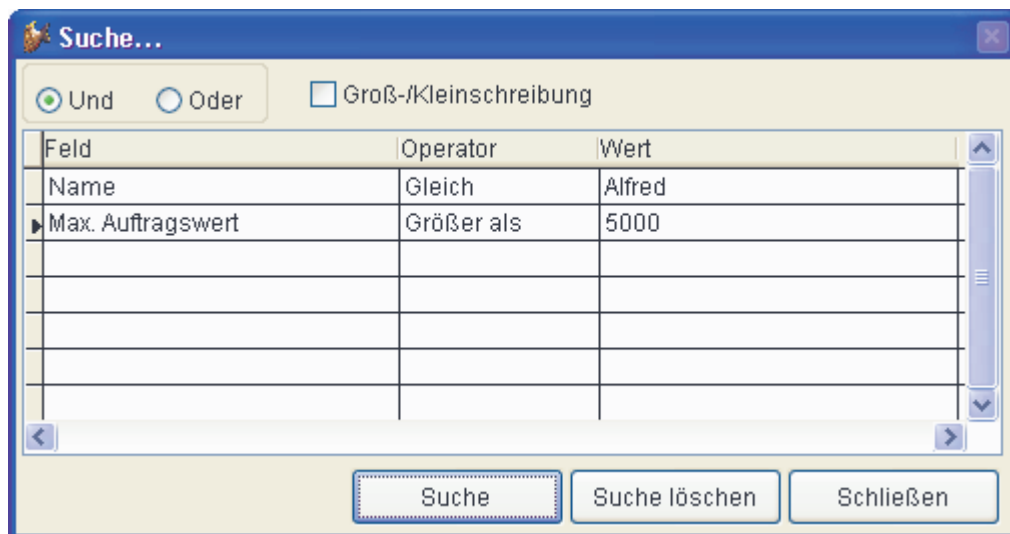 Suche...
Und Oder Groß-/Kleinschreibung
Feld Operator Wert
Name Gleich Alfred
Max. Auftragswert Größer als 5000
Suche Suche löschen Schließen